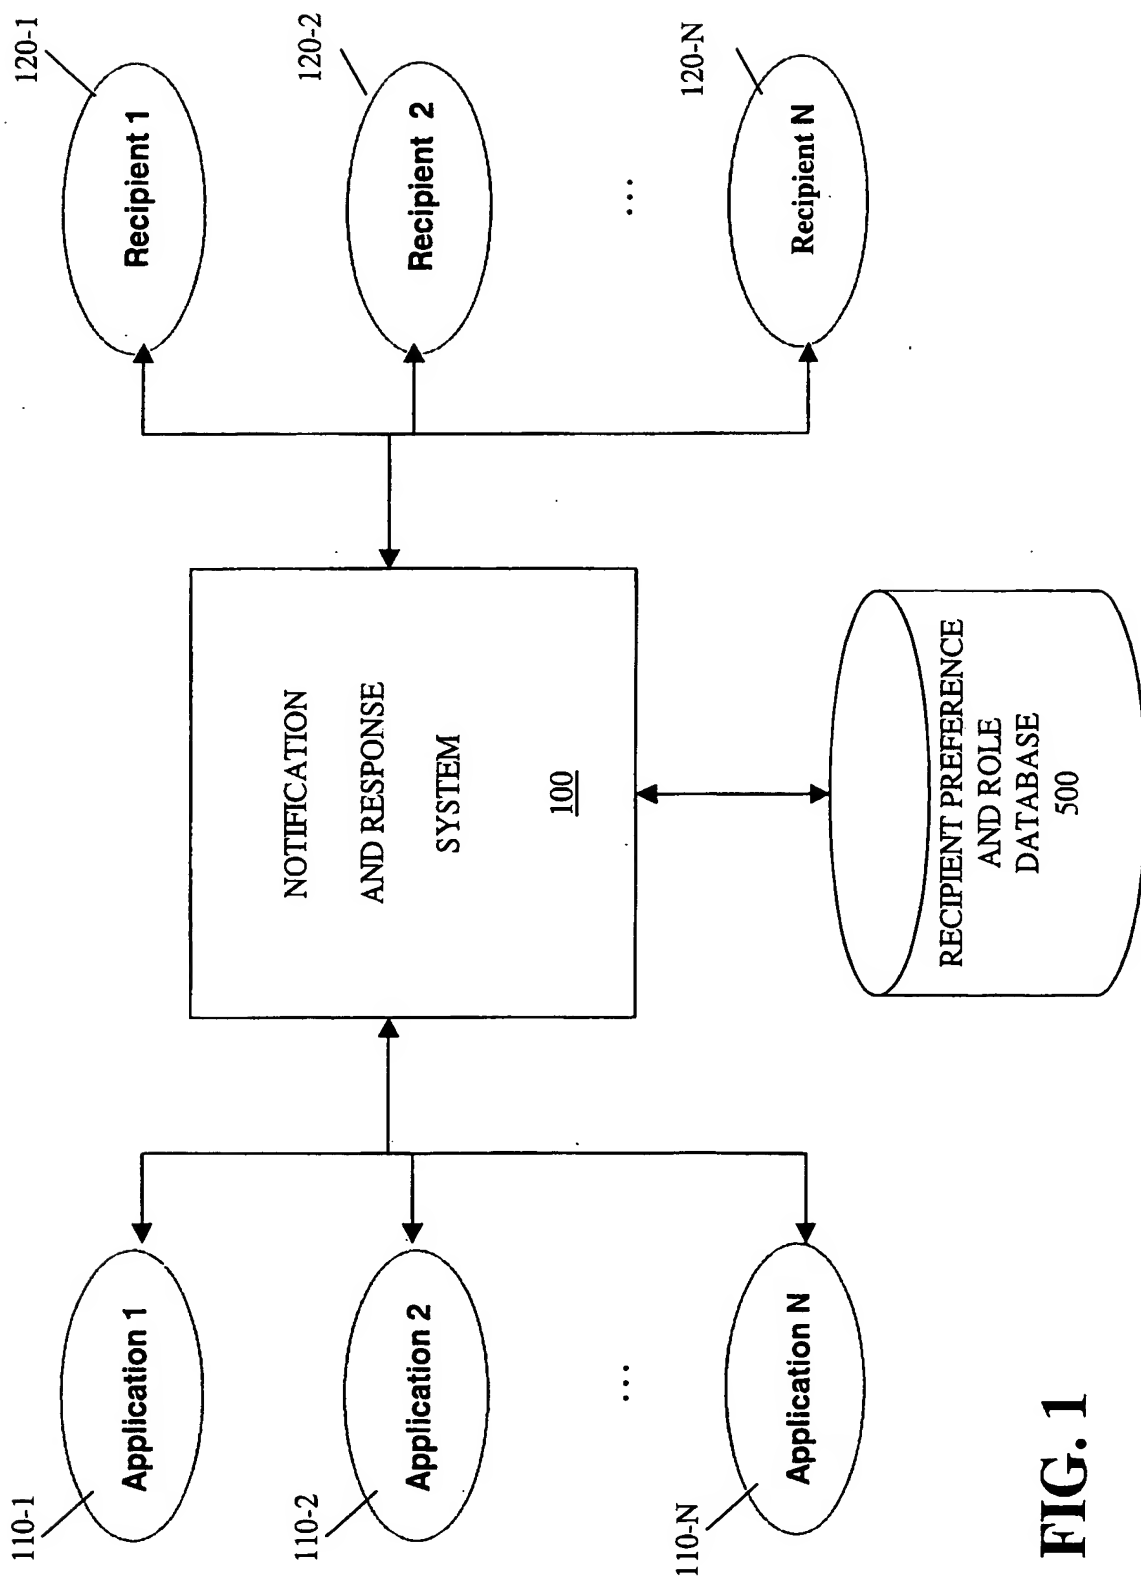 110-1
Application 1
110-2
Application 2
...
110-N
Application N
NOTIFICATION
AND RESPONSE
SYSTEM
100
RECIPIENT PREFERENCE
AND ROLE
DATABASE
500
120-1
Recipient 1
120-2
Recipient 2
...
120-N
Recipient N
FIG. 1